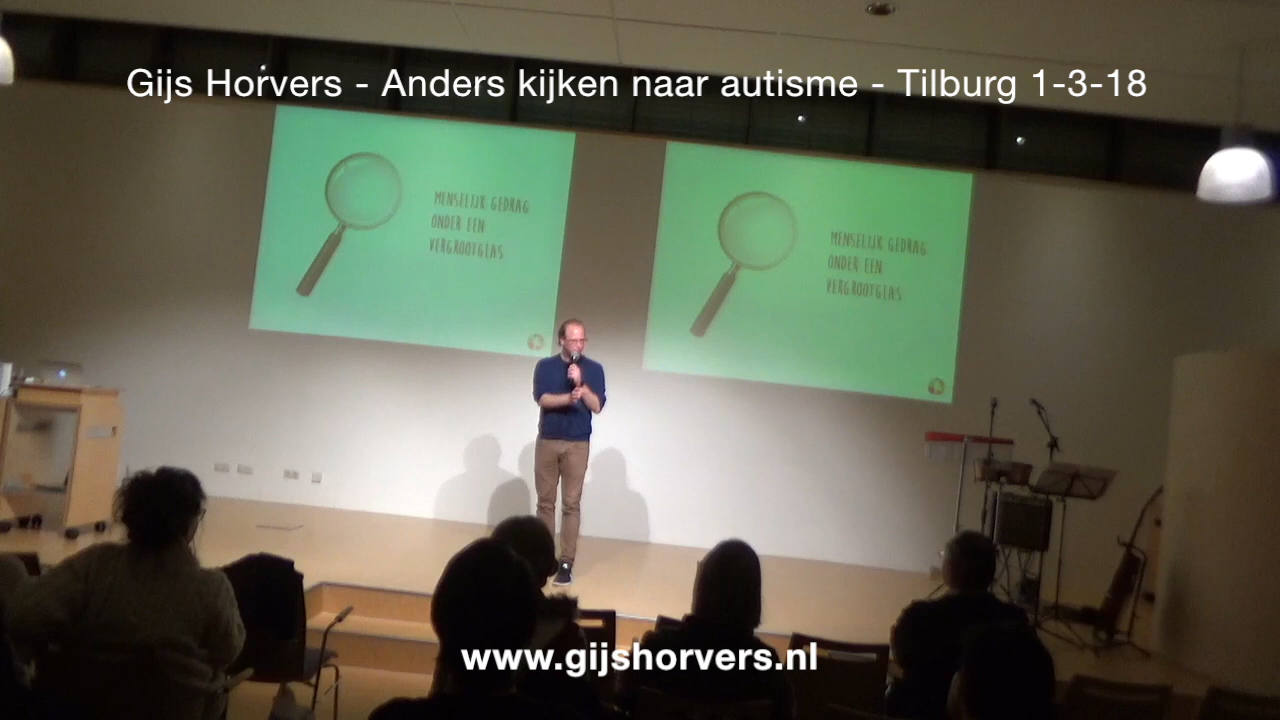 Gijs Horvers - Anders kijken naar autisme - Tilburg 1-3-18
MENSELIJK GEDRAG
ONDER EEN
VERGROOTGLAS
MENSELIJK GEDRAG
ONDER EEN
VERGROOTGLAS
www.gijshorvers.nl